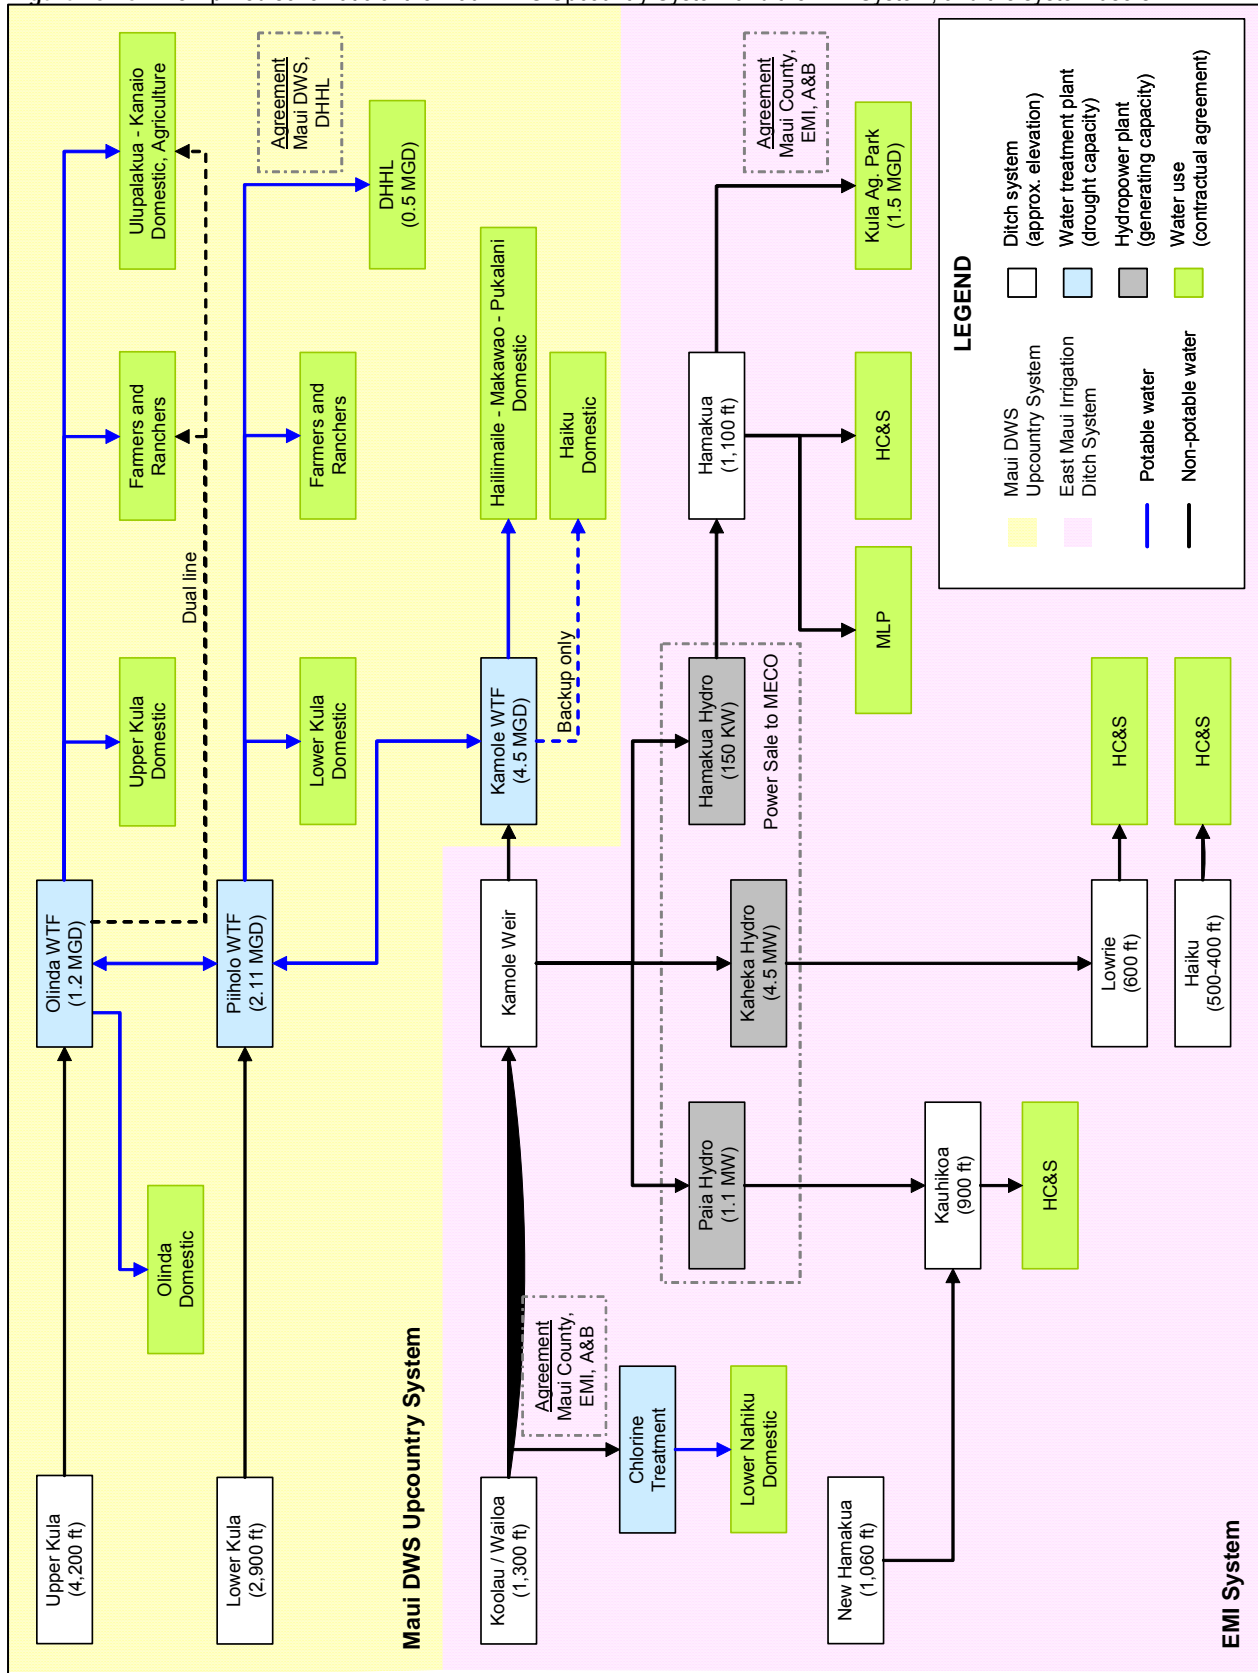 Upper Kula
(4,200 ft)
Olinda WTF
(1.2 MGD)
Upper Kula
Domestic
Farmers and
Ranchers
Ulupalakua - Kanaio
Domestic, Agriculture
Olinda
Domestic
Dual line
Lower Kula
(2,900 ft)
Piiholo WTF
(2.11 MGD)
Lower Kula
Domestic
Farmers and
Ranchers
DHHL
(0.5 MGD)
Agreement
Maui DWS,
DHHL
Maui DWS Upcountry System
Koolau / Wailoa
(1,300 ft)
Kamole Weir
Kamole WTF
(4.5 MGD)
Hailiimaile - Makawao - Pukalani
Domestic
Backup only
Haiku
Domestic
Agreement
Maui County,
EMI, A&B
Chlorine
Treatment
Lower Nahiku
Domestic
Paia Hydro
(1.1 MW)
Kaheka Hydro
(4.5 MW)
Hamakua Hydro
(150 KW)
Power Sale to MECO
Hamakua
(1,100 ft)
Agreement
Maui County,
EMI, A&B
MLP
HC&S
Kula Ag. Park
(1.5 MGD)
New Hamakua
(1,060 ft)
Kauhikoa
(900 ft)
HC&S
Lowrie
(600 ft)
HC&S
Haiku
(500-400 ft)
HC&S
EMI System
LEGEND
Maui DWS
Upcountry System
East Maui Irrigation
Ditch System
Potable water
Non-potable water
Ditch system
(approx. elevation)
Water treatment plant
(drought capacity)
Hydropower plant
(generating capacity)
Water use
(contractual agreement)